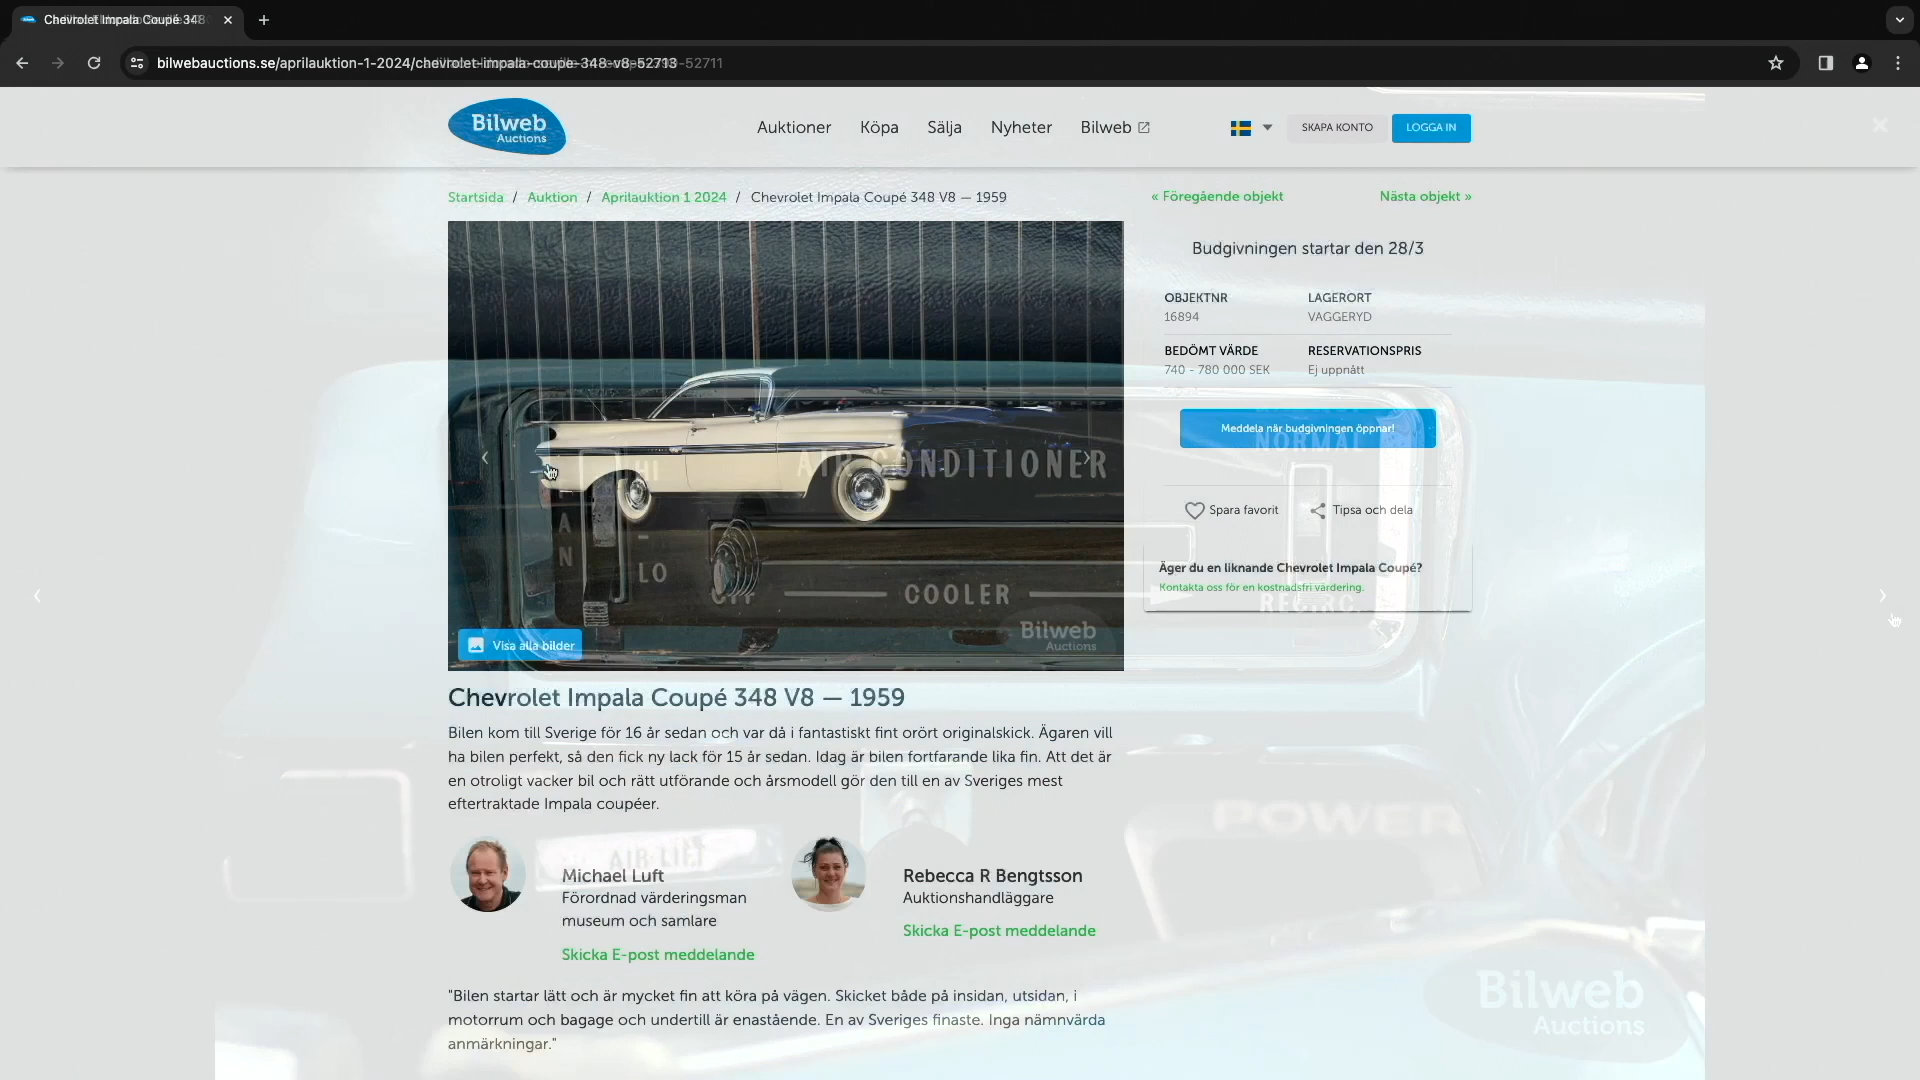 Chevrolet Impala Coupé 348
bilwebauctions.se/aprilauktion-1-2024/chevrolet-impala-coupe-348-v8-52713
Bilweb
Auctions
Auktioner
Köpa
Sälja
Nyheter
Bilweb
SKAPA KONTO
LOGGA IN
Startsida / Auktion / Aprilauktion 1 2024 / Chevrolet Impala Coupé 348 V8 — 1959
« Föregående objekt
Nästa objekt »
Budgivningen startar den 28/3
OBJEKTNR
16894
LAGERORT
VAGGERYD
BEDÖMT VÄRDE
740 - 780 000 SEK
RESERVATIONSPRIS
Ej uppnått
Meddela när budgivningen öppnar!
NORMAL
AIR CONDITIONER
HI
FAN
LO
OFF
COOLER
RECIRC.
Spara favorit
Tipsa och dela
Äger du en liknande Chevrolet Impala Coupé?
Kontakta oss för en kostnadsfri värdering.
Visa alla bilder
Bilweb
Auctions
Chevrolet Impala Coupé 348 V8 — 1959
Bilen kom till Sverige för 16 år sedan och var då i fantastiskt fint orört originalskick. Ägaren vill
ha bilen perfekt, så den fick ny lack för 15 år sedan. Idag är bilen fortfarande lika fin. Att det är
en otroligt vacker bil och rätt utförande och årsmodell gör den till en av Sveriges mest
eftertraktade Impala coupéer.
POWER
AIR LIFT
Michael Luft
Förordnad värderingsman
museum och samlare
Skicka E-post meddelande
Rebecca R Bengtsson
Auktionshandläggare
Skicka E-post meddelande
"Bilen startar lätt och är mycket fin att köra på vägen. Skicket både på insidan, utsidan, i
motorrum och bagage och undertill är enastående. En av Sveriges finaste. Inga nämnvärda
anmärkningar."
Bilweb
Auctions